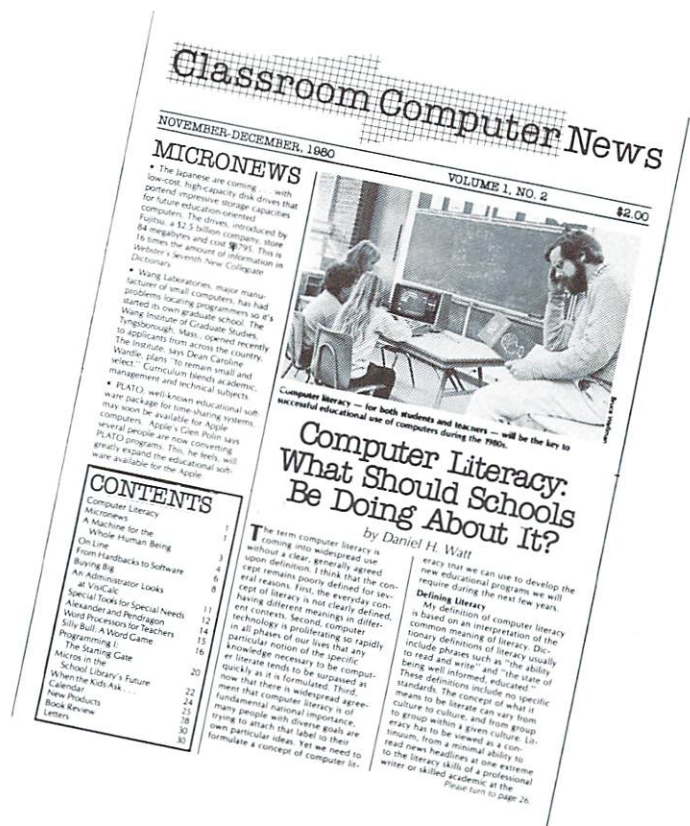 Classroom Computer News
NOVEMBER-DECEMBER, 1980
VOLUME 1, NO. 2
$2.00
MICRONEWS
• The Japanese are coming . . . with
low-cost, high-capacity disk drives that
portend impressive storage capacities
for future education-oriented
computers. The drives, introduced by
Fujitsu, a $2.5 billion company, store
84 megabytes and cost $795. This is
16 times the amount of information in
Webster's Seventh New Collegiate
Dictionary.
• Wang Laboratories, major manu-
facturer of small computers, has had
problems locating programmers so it's
started its own graduate school. The
Wang Institute of Graduate Studies,
Tyngsborough, Mass., opened recently
to applicants from across the country.
The Institute, says Dean Caroline
Wardle, plans "to remain small and
select." Curriculum blends academic,
management and technical subjects.
• PLATO, well-known educational soft-
ware package for time-sharing systems,
may soon be available for Apple
computers. Apple's Glen Polin says
several people are now converting
PLATO programs. This, he feels, will
greatly expand the educational soft-
ware available for the Apple.
CONTENTS
Computer Literacy 1
Micronews 1
A Machine for the
Whole Human Being 3
On Line 4
From Hardbacks to Software 6
Buying Big 8
An Administrator Looks
at VisiCalc 11
Special Tools for Special Needs 12
Alexander and Pendragon 14
Word Processors for Teachers 15
Silly Bull: A Word Game 16
Programming I:
The Starting Gate 20
Micros in the
School Library's Future 22
When the Kids Ask . . . 24
Calendar 25
New Products 28
Book Review 30
Letters 30
Computer literacy — for both students and teachers — will be the key to
successful educational use of computers during the 1980s.
Computer Literacy:
What Should Schools
Be Doing About It?
by Daniel H. Watt
The term computer literacy is
coming into widespread use
without a clear, generally agreed
upon definition. I think that the con-
cept remains poorly defined for sev-
eral reasons. First, the everyday con-
cept of literacy is not clearly defined,
having different meanings in differ-
ent contexts. Second, computer
technology is proliferating so rapidly
in all phases of our lives that any
particular notion of the specific
knowledge necessary to be comput-
er literate tends to be surpassed as
quickly as it is formulated. Third,
now that there is widespread agree-
ment that computer literacy is of
fundamental national importance,
many people with diverse goals are
trying to attach that label to their
own particular ideas. Yet we need to
formulate a concept of computer lit-
eracy that we can use to develop the
new educational programs we will
require during the next few years.
Defining Literacy
My definition of computer literacy
is based on an interpretation of the
common meaning of literacy. Dic-
tionary definitions of literacy usually
include phrases such as "the ability
to read and write" and "the state of
being well informed, educated."
These definitions include no specific
standards. The concept of what it
means to be literate can vary from
culture to culture, and from group
to group within a given culture. Lit-
eracy has to be viewed as a con-
tinuum, from a minimal ability to
read news headlines at one extreme
to the literacy skills of a professional
writer or skilled academic at the
Please turn to page 26.